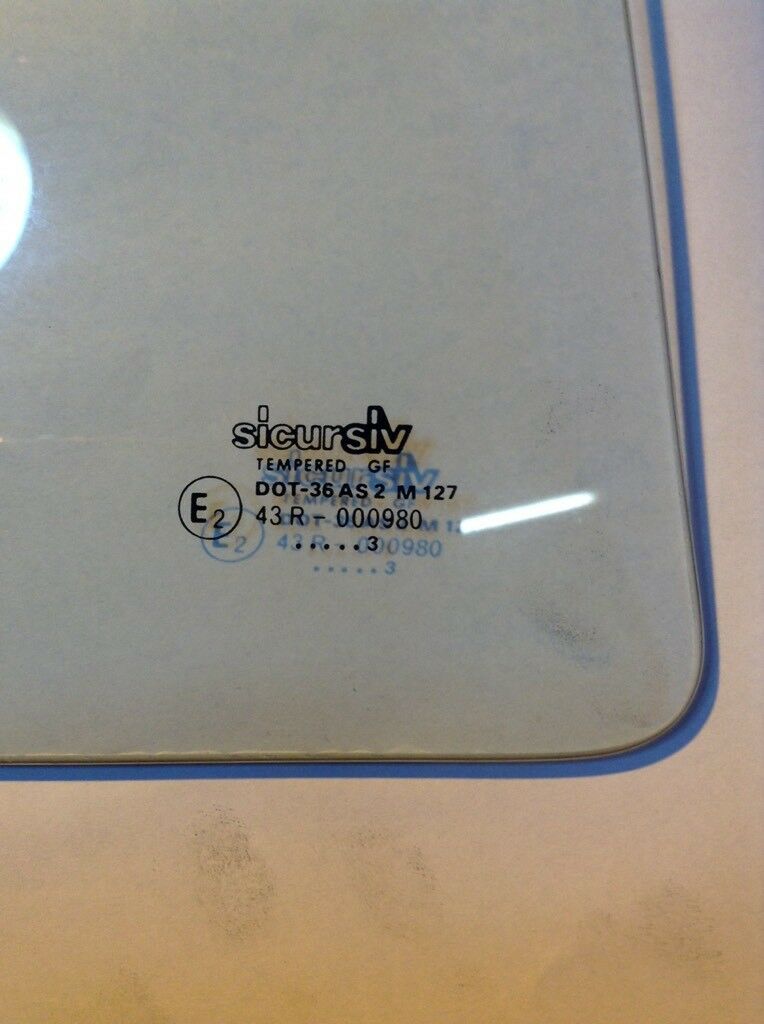 sicursiv
TEMPERED GF
DOT-36 AS 2 M 127
E2 43 R - 000980
.....3